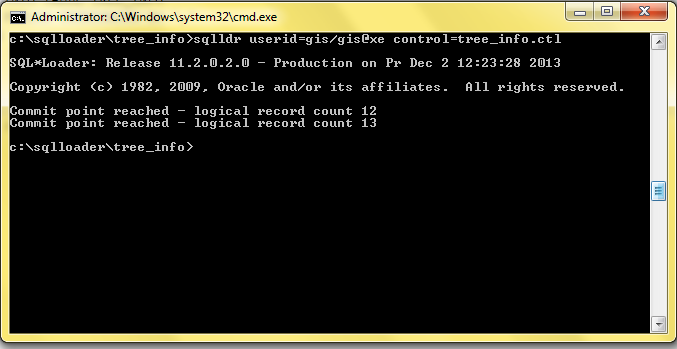 Administrator: C:\Windows\system32\cmd.exe
c:\sqlloader\tree_info>sqlldr userid=gis/gis@xe control=tree_info.ctl
SQL*Loader: Release 11.2.0.2.0 - Production on Pr Dec 2 12:23:28 2013
Copyright (c) 1982, 2009, Oracle and/or its affiliates.  All rights reserved.
Commit point reached - logical record count 12
Commit point reached - logical record count 13
c:\sqlloader\tree_info>